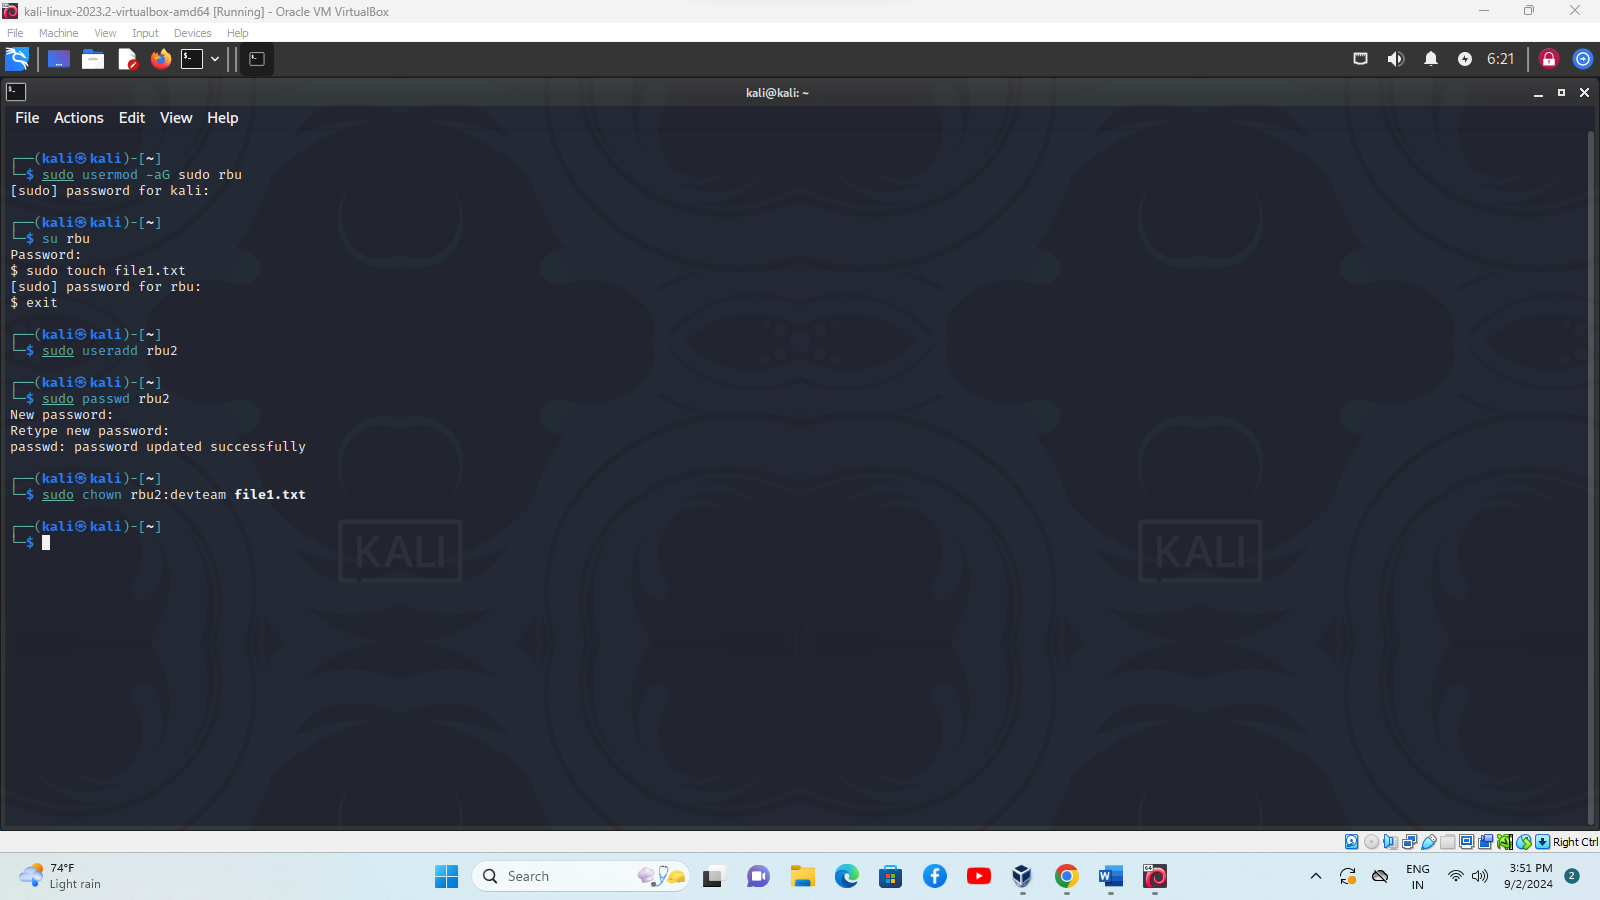 kali-linux-2023.2-virtualbox-amd64 [Running] - Oracle VM VirtualBox
File Machine View Input Devices Help
6:21
kali@kali: ~
File Actions Edit View Help
┌──(kali㉿kali)-[~]
└─$ sudo usermod -aG sudo rbu
[sudo] password for kali:
┌──(kali㉿kali)-[~]
└─$ su rbu
Password:
$ sudo touch file1.txt
[sudo] password for rbu:
$ exit
┌──(kali㉿kali)-[~]
└─$ sudo useradd rbu2
┌──(kali㉿kali)-[~]
└─$ sudo passwd rbu2
New password:
Retype new password:
passwd: password updated successfully
┌──(kali㉿kali)-[~]
└─$ sudo chown rbu2:devteam file1.txt
┌──(kali㉿kali)-[~]
└─$
KALI KALI
Right Ctrl
74°F
Light rain
Search
ENG
IN
3:51 PM
9/2/2024
2